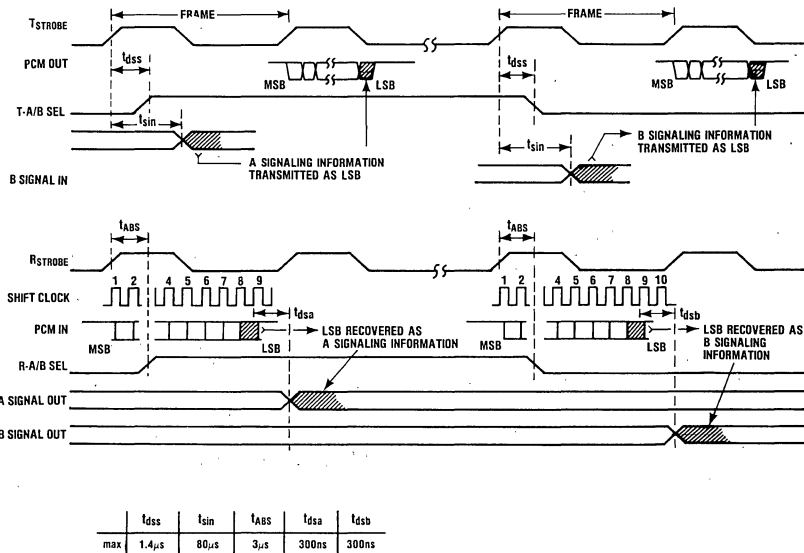 FRAME FRAME
TSTROBE
tdss tdss
PCM OUT
MSB LSB MSB LSB
T-A/B SEL
tsin tsin
A SIGNALING INFORMATION
TRANSMITTED AS LSB
B SIGNALING INFORMATION
TRANSMITTED AS LSB
B SIGNAL IN
tABS tABS
RSTROBE
1 2 4 5 6 7 8 9 1 2 4 5 6 7 8 9 10
SHIFT CLOCK
tdsa tdsb
PCM IN
MSB LSB MSB LSB
LSB RECOVERED AS
A SIGNALING INFORMATION
LSB RECOVERED AS
B SIGNALING
INFORMATION
R-A/B SEL
A SIGNAL OUT
B SIGNAL OUT
tdss tsin tABS tdsa tdsb
max 1.4µs 80µs 3µs 300ns 300ns